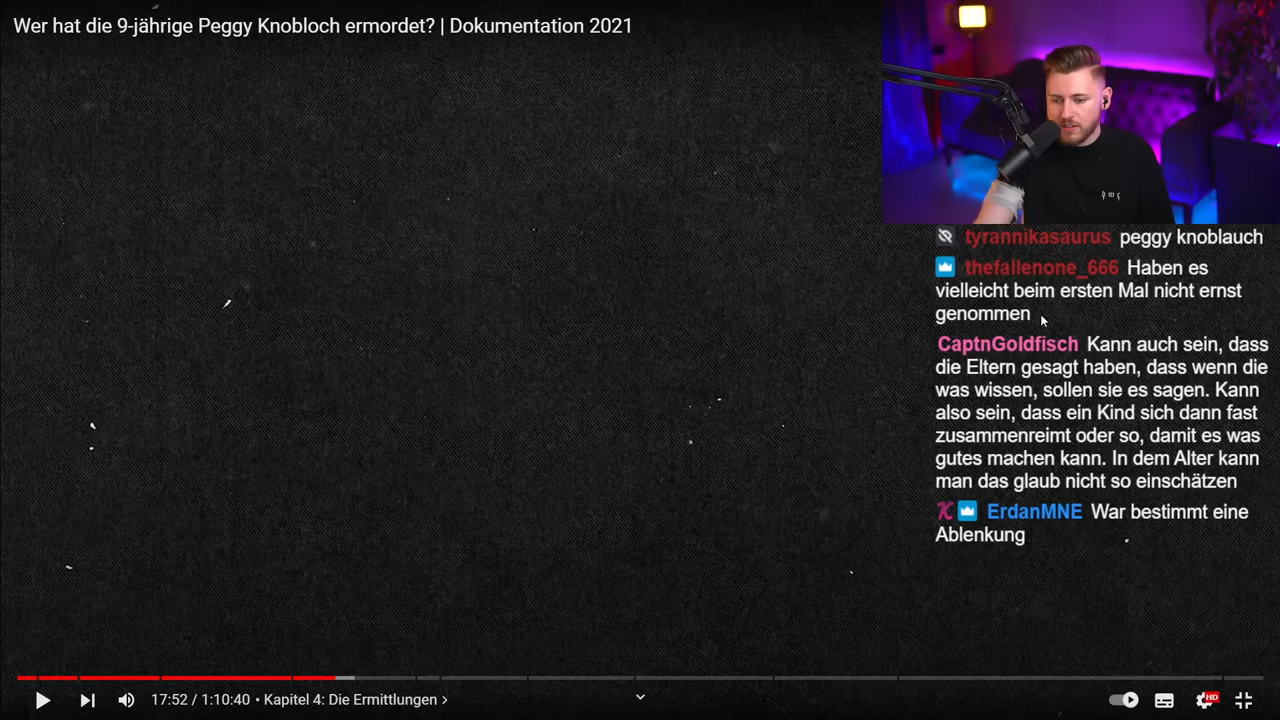 Wer hat die 9-jährige Peggy Knobloch ermordet? | Dokumentation 2021
tyrannikasaurus peggy knoblauch
thefallenone_666 Haben es
vielleicht beim ersten Mal nicht ernst
genommen
CaptnGoldfisch Kann auch sein, dass
die Eltern gesagt haben, dass wenn die
was wissen, sollen sie es sagen. Kann
also sein, dass ein Kind sich dann fast
zusammenreimt oder so, damit es was
gutes machen kann. In dem Alter kann
man das glaub nicht so einschätzen
ErdanMNE War bestimmt eine
Ablenkung
17:52 / 1:10:40 • Kapitel 4: Die Ermittlungen
HD